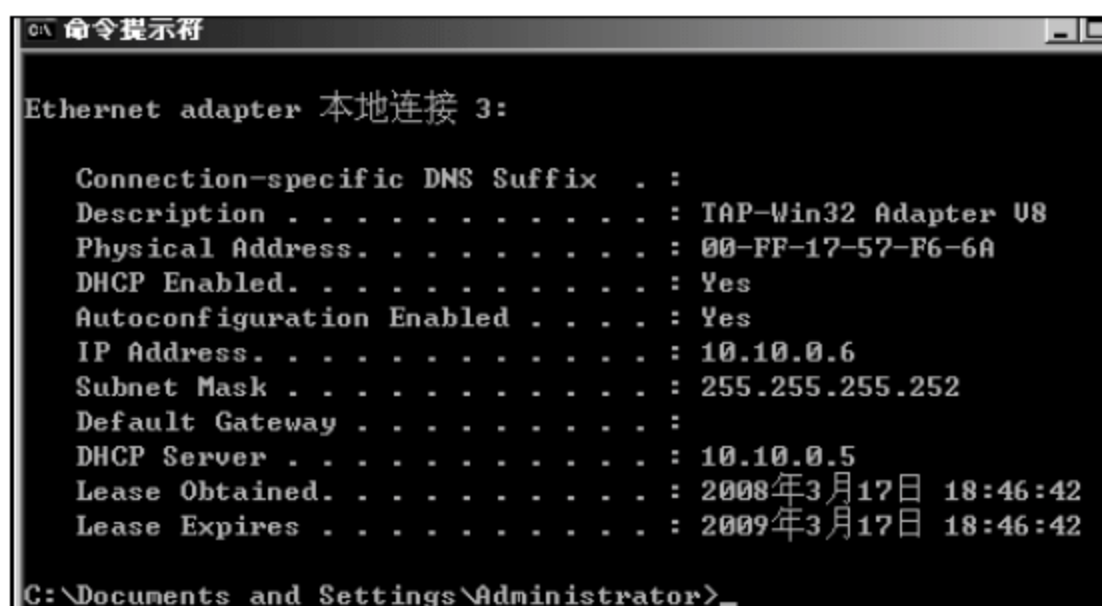 命令提示符
Ethernet adapter 本地连接 3:
Connection-specific DNS Suffix . :
Description . . . . . . . . . . . . : TAP-Win32 Adapter V8
Physical Address. . . . . . . . . : 00-FF-17-57-F6-6A
DHCP Enabled. . . . . . . . . . . : Yes
Autoconfiguration Enabled . . . . : Yes
IP Address. . . . . . . . . . . . : 10.10.0.6
Subnet Mask . . . . . . . . . . . : 255.255.255.252
Default Gateway . . . . . . . . . :
DHCP Server . . . . . . . . . . . : 10.10.0.5
Lease Obtained. . . . . . . . . . : 2008年3月17日 18:46:42
Lease Expires . . . . . . . . . . : 2009年3月17日 18:46:42
C:\Documents and Settings\Administrator>_